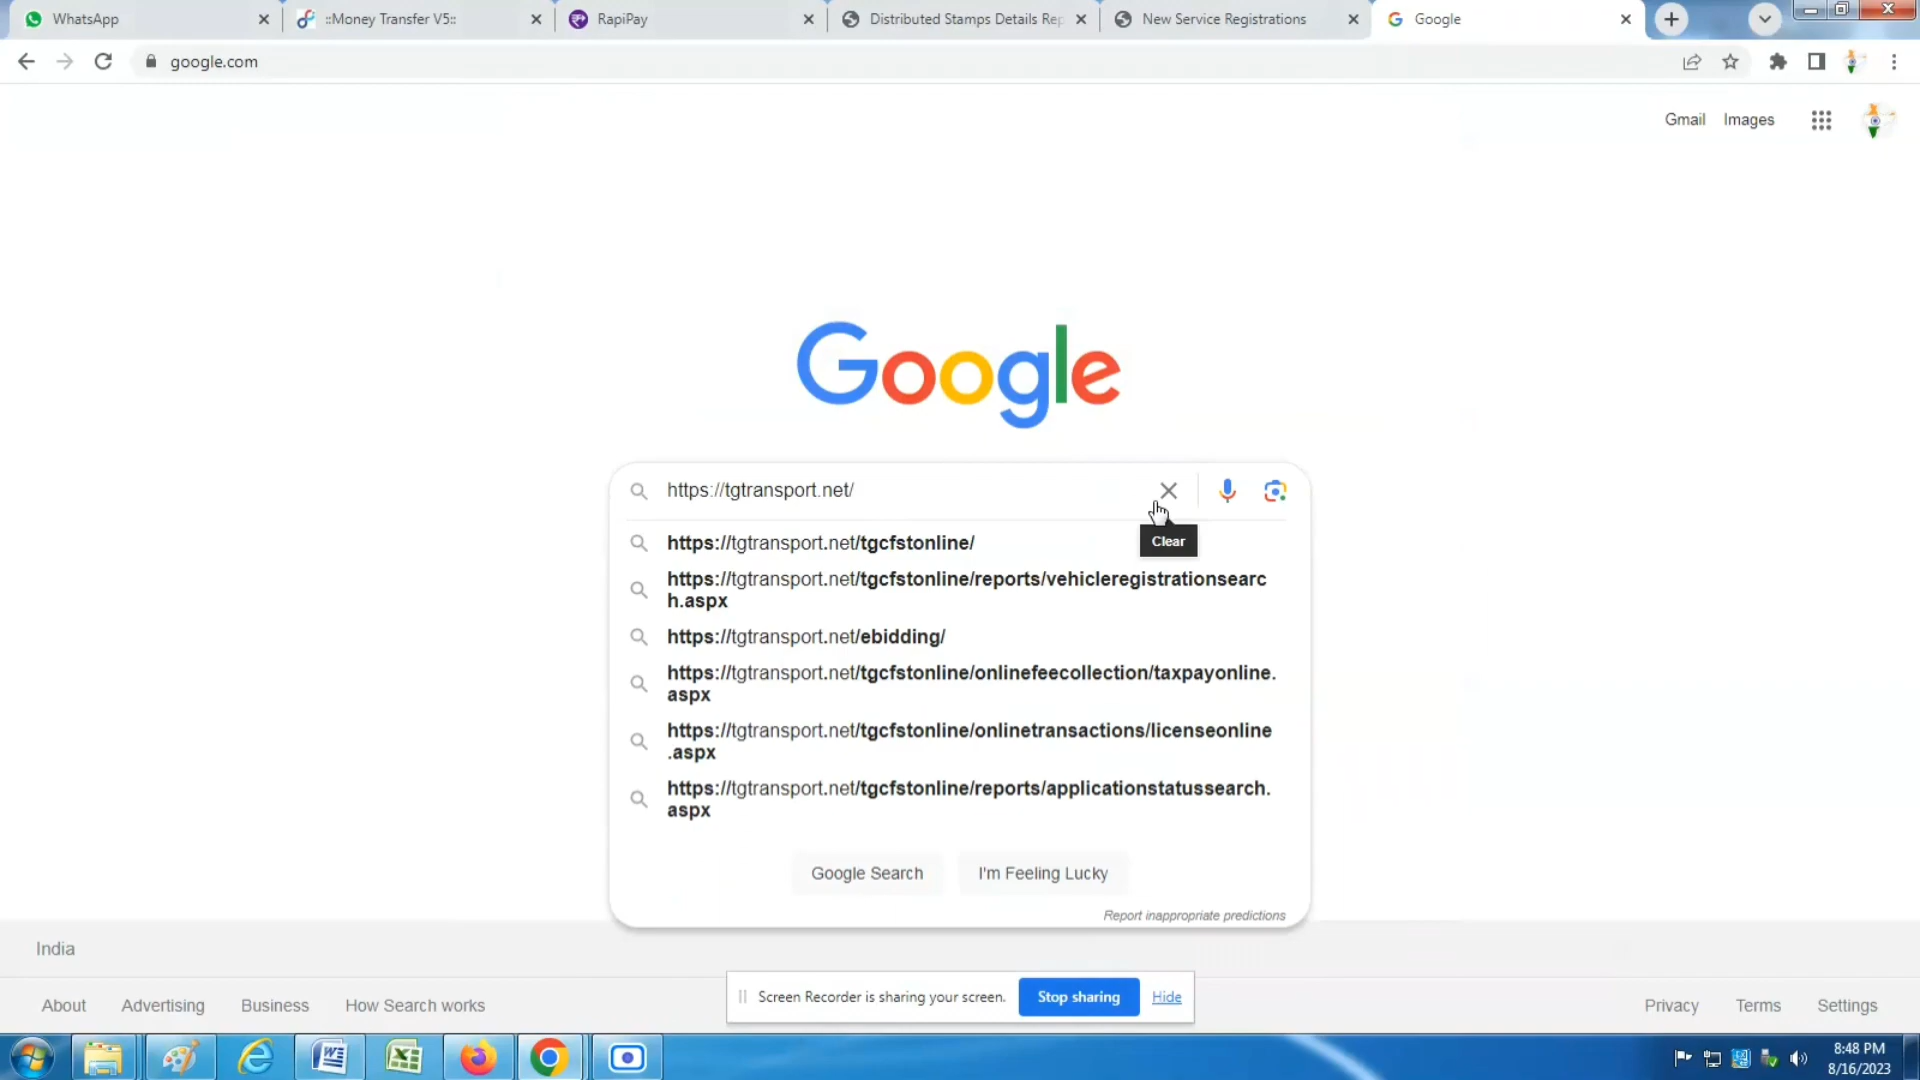 WhatsApp
::Money Transfer V5::
RapiPay
Distributed Stamps Details Rep
New Service Registrations
Google
google.com
Gmail
Images
Google
https://tgtransport.net/
Clear
https://tgtransport.net/tgcfstonline/
https://tgtransport.net/tgcfstonline/reports/vehicleregistrationsearc
h.aspx
https://tgtransport.net/ebidding/
https://tgtransport.net/tgcfstonline/onlinefeecollection/taxpayonline.
aspx
https://tgtransport.net/tgcfstonline/onlinetransactions/licenseonline
.aspx
https://tgtransport.net/tgcfstonline/reports/applicationstatussearch.
aspx
Google Search
I'm Feeling Lucky
Report inappropriate predictions
India
Screen Recorder is sharing your screen.
Stop sharing
Hide
About
Advertising
Business
How Search works
Privacy
Terms
Settings
8:48 PM
8/16/2023